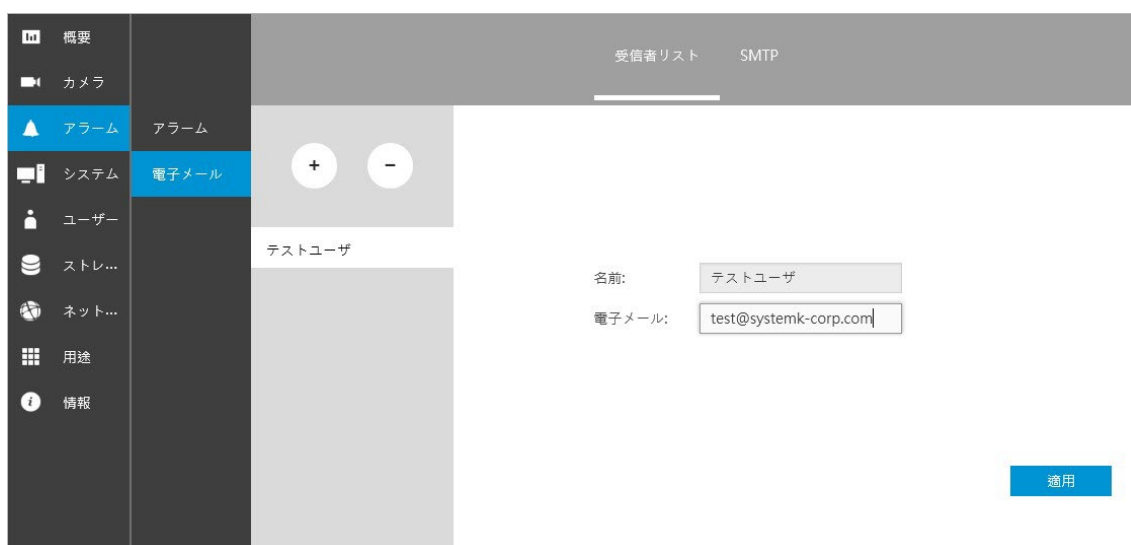 概要
カメラ
アラーム
システム
ユーザー
ストレ...
ネット...
用途
情報
アラーム
電子メール
受信者リスト SMTP
+ -
テストユーザ
名前: テストユーザ
電子メール: test@systemk-corp.com
適用